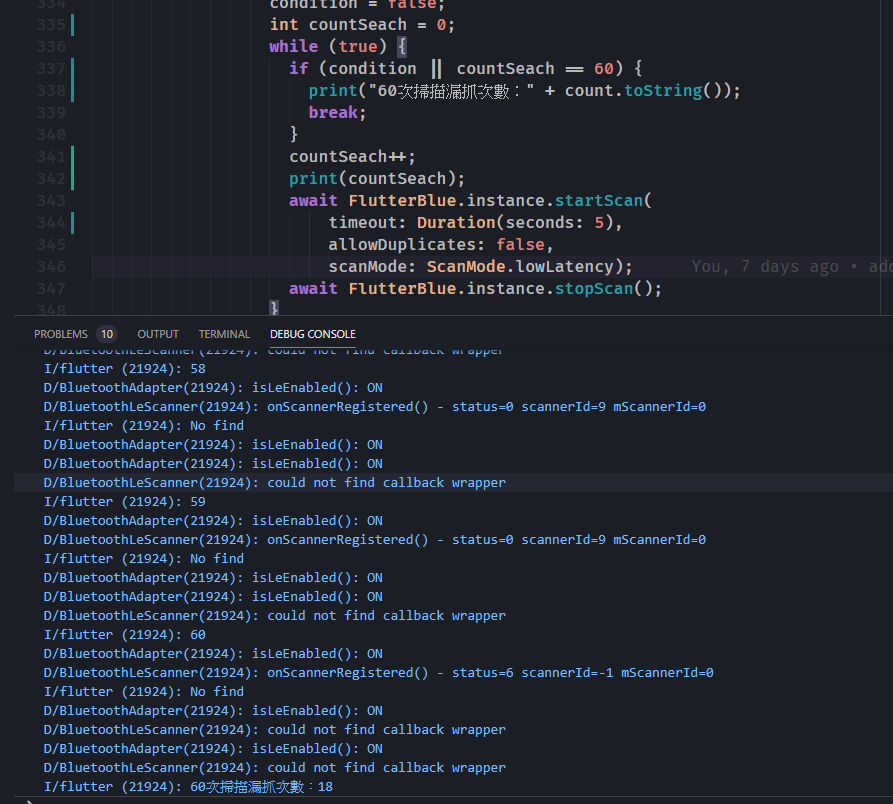 334 condition = false;
335 int countSeach = 0;
336 while (true) {
337 if (condition || countSeach == 60) {
338 print("60次掃描漏抓次數：" + count.toString());
339 break;
340 }
341 countSeach++;
342 print(countSeach);
343 await FlutterBlue.instance.startScan(
344 timeout: Duration(seconds: 5),
345 allowDuplicates: false,
346 scanMode: ScanMode.lowLatency); You, 7 days ago • add
347 await FlutterBlue.instance.stopScan();
348 }
PROBLEMS 10 OUTPUT TERMINAL DEBUG CONSOLE
D/BluetoothLeScanner(21924): could not find callback wrapper
I/flutter (21924): 58
D/BluetoothAdapter(21924): isLeEnabled(): ON
D/BluetoothLeScanner(21924): onScannerRegistered() - status=0 scannerId=9 mScannerId=0
I/flutter (21924): No find
D/BluetoothAdapter(21924): isLeEnabled(): ON
D/BluetoothAdapter(21924): isLeEnabled(): ON
D/BluetoothLeScanner(21924): could not find callback wrapper
I/flutter (21924): 59
D/BluetoothAdapter(21924): isLeEnabled(): ON
D/BluetoothLeScanner(21924): onScannerRegistered() - status=0 scannerId=9 mScannerId=0
I/flutter (21924): No find
D/BluetoothAdapter(21924): isLeEnabled(): ON
D/BluetoothAdapter(21924): isLeEnabled(): ON
D/BluetoothLeScanner(21924): could not find callback wrapper
I/flutter (21924): 60
D/BluetoothAdapter(21924): isLeEnabled(): ON
D/BluetoothLeScanner(21924): onScannerRegistered() - status=6 scannerId=-1 mScannerId=0
I/flutter (21924): No find
D/BluetoothAdapter(21924): isLeEnabled(): ON
D/BluetoothLeScanner(21924): could not find callback wrapper
D/BluetoothAdapter(21924): isLeEnabled(): ON
D/BluetoothLeScanner(21924): could not find callback wrapper
I/flutter (21924): 60次掃描漏抓次數：18